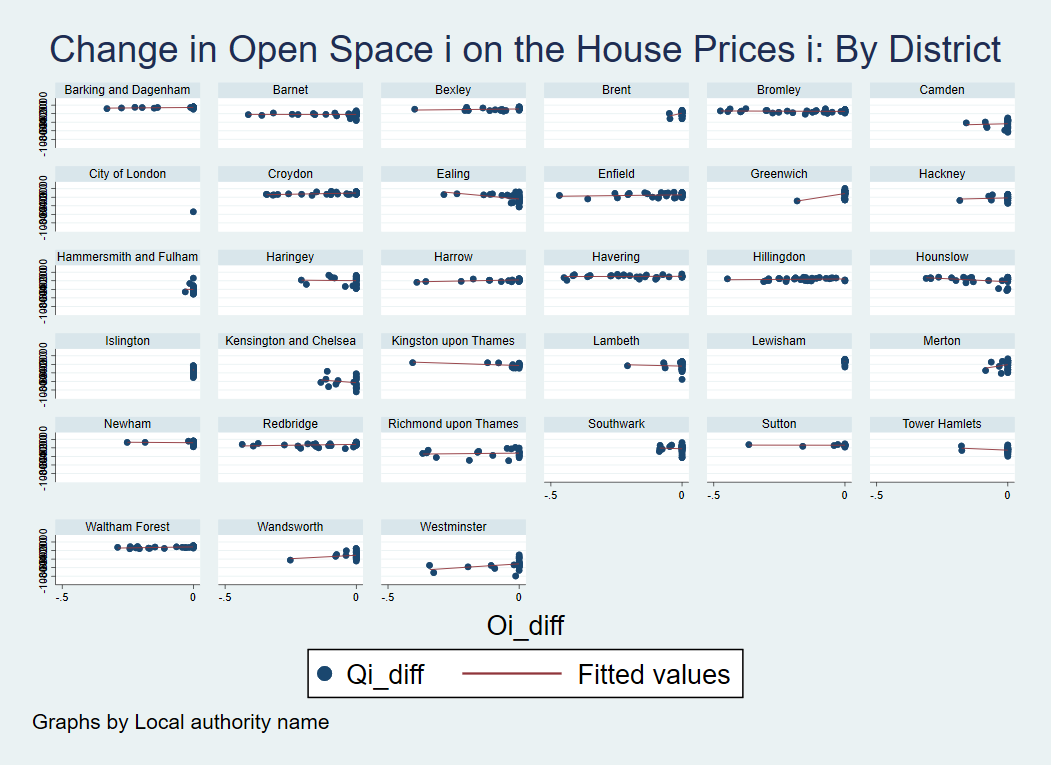 Change in Open Space i on the House Prices i: By District
Barking and Dagenham
Barnet
Bexley
Brent
Bromley
Camden
City of London
Croydon
Ealing
Enfield
Greenwich
Hackney
Hammersmith and Fulham
Haringey
Harrow
Havering
Hillingdon
Hounslow
Islington
Kensington and Chelsea
Kingston upon Thames
Lambeth
Lewisham
Merton
Newham
Redbridge
Richmond upon Thames
Southwark
Sutton
Tower Hamlets
-.5 0
-.5 0
-.5 0
Waltham Forest
Wandsworth
Westminster
-.5 0
-.5 0
-.5 0
Oi_diff
Qi_diff
Fitted values
Graphs by Local authority name